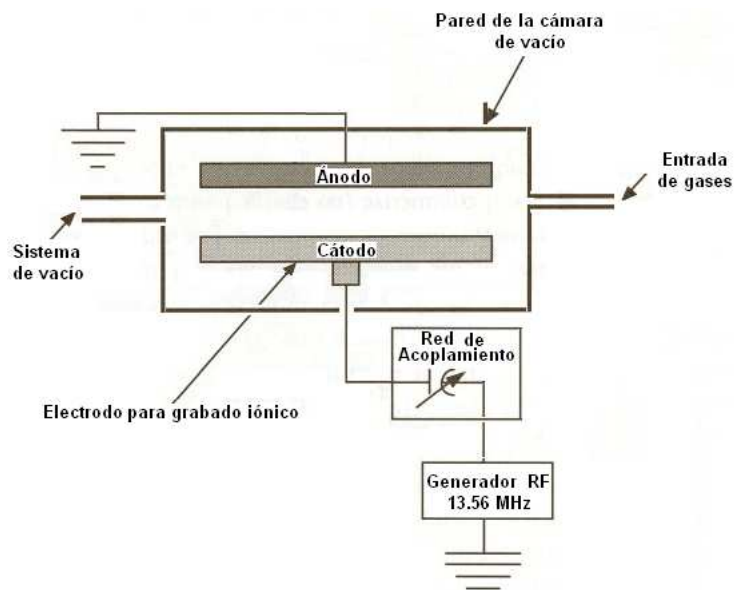 Pared de la cámara
de vacío
Ánodo
Entrada
de gases
Sistema
de vacío
Cátodo
Red de
Acoplamiento
Electrodo para grabado iónico
Generador RF
13.56 MHz